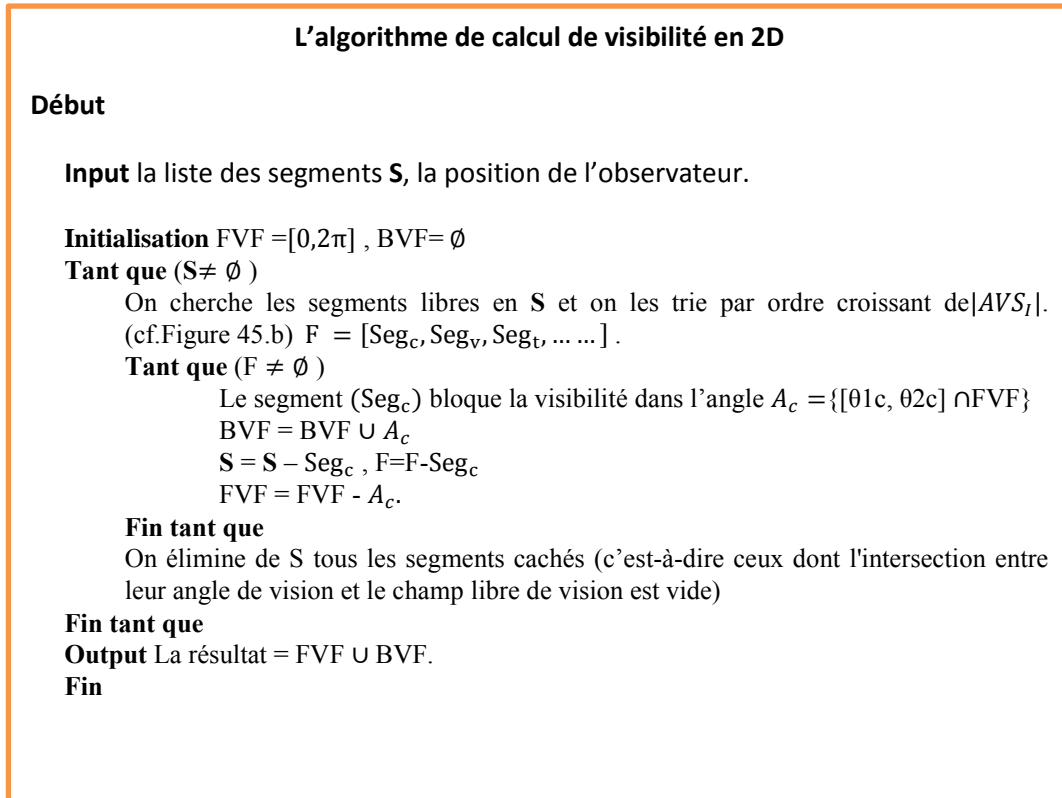 L’algorithme de calcul de visibilité en 2D
Début
Input la liste des segments S, la position de l’observateur.
Initialisation FVF =[0,2π] , BVF= ∅
Tant que (S≠ ∅ )
On cherche les segments libres en S et on les trie par ordre croissant de|AVS_I|.
(cf.Figure 45.b) F = [Seg_c, Seg_v, Seg_t, … … ] .
Tant que (F ≠ ∅ )
Le segment (Seg_c) bloque la visibilité dans l’angle A_c ={[θ1c, θ2c] ∩FVF}
BVF = BVF ∪ A_c
S = S – Seg_c , F=F-Seg_c
FVF = FVF - A_c.
Fin tant que
On élimine de S tous les segments cachés (c’est-à-dire ceux dont l'intersection entre
leur angle de vision et le champ libre de vision est vide)
Fin tant que
Output La résultat = FVF ∪ BVF.
Fin